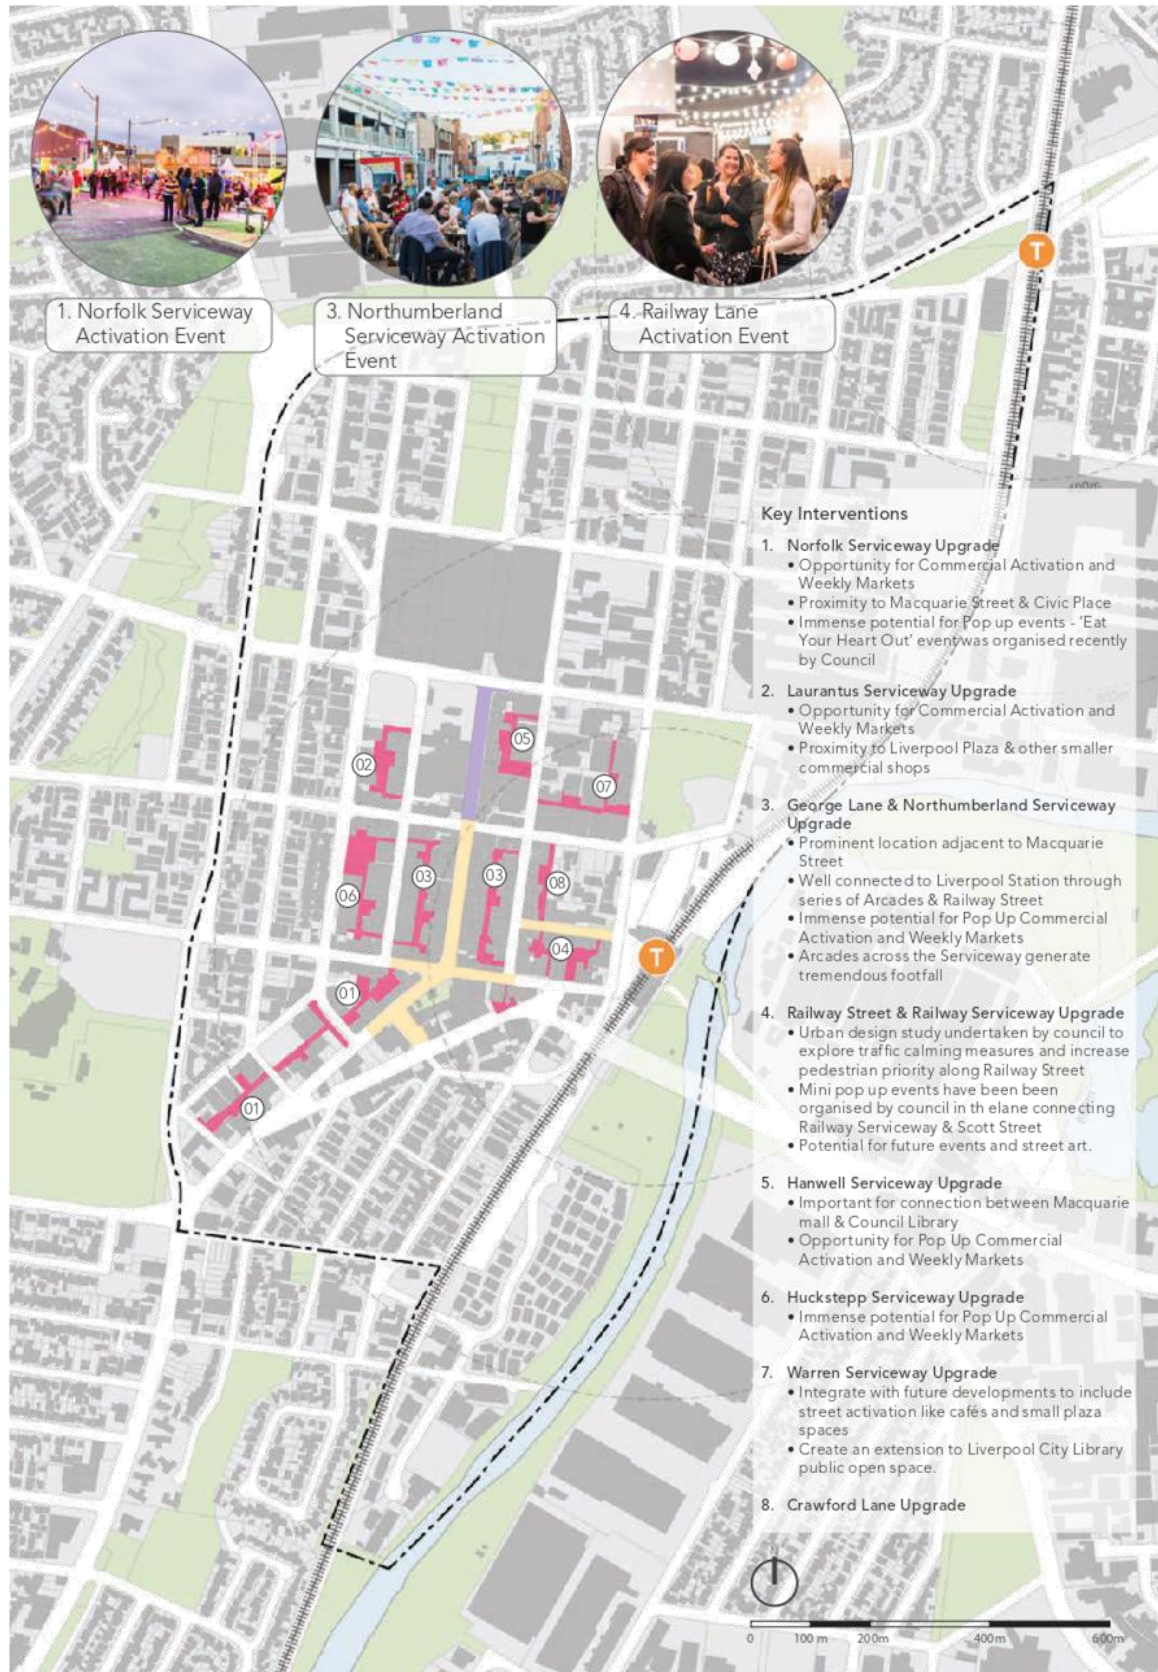 1. Norfolk Serviceway
Activation Event
3. Northumberland
Serviceway Activation
Event
4. Railway Lane
Activation Event
T
400m
Key Interventions
1. Norfolk Serviceway Upgrade
• Opportunity for Commercial Activation and
Weekly Markets
• Proximity to Macquarie Street & Civic Place
• Immense potential for Pop up events - 'Eat
Your Heart Out' event was organised recently
by Council
2. Laurantus Serviceway Upgrade
• Opportunity for Commercial Activation and
Weekly Markets
• Proximity to Liverpool Plaza & other smaller
commercial shops
3. George Lane & Northumberland Serviceway
Upgrade
• Prominent location adjacent to Macquarie
Street
• Well connected to Liverpool Station through
series of Arcades & Railway Street
• Immense potential for Pop Up Commercial
Activation and Weekly Markets
• Arcades across the Serviceway generate
tremendous footfall
4. Railway Street & Railway Serviceway Upgrade
• Urban design study undertaken by council to
explore traffic calming measures and increase
pedestrian priority along Railway Street
• Mini pop up events have been been
organised by council in th elane connecting
Railway Serviceway & Scott Street
• Potential for future events and street art.
5. Hanwell Serviceway Upgrade
• Important for connection between Macquarie
mall & Council Library
• Opportunity for Pop Up Commercial
Activation and Weekly Markets
6. Huckstepp Serviceway Upgrade
• Immense potential for Pop Up Commercial
Activation and Weekly Markets
7. Warren Serviceway Upgrade
• Integrate with future developments to include
street activation like cafés and small plaza
spaces
• Create an extension to Liverpool City Library
public open space.
8. Crawford Lane Upgrade
05
02
07
03
03
08
06
04
T
01
01
0 100 m 200m 400m 600m